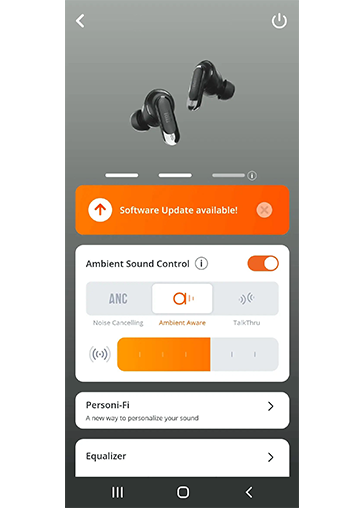 Software Update available!
Ambient Sound Control
ANC
Noise Cancelling
Ambient Aware
TalkThru
Personi-Fi
A new way to personalize your sound
Equalizer